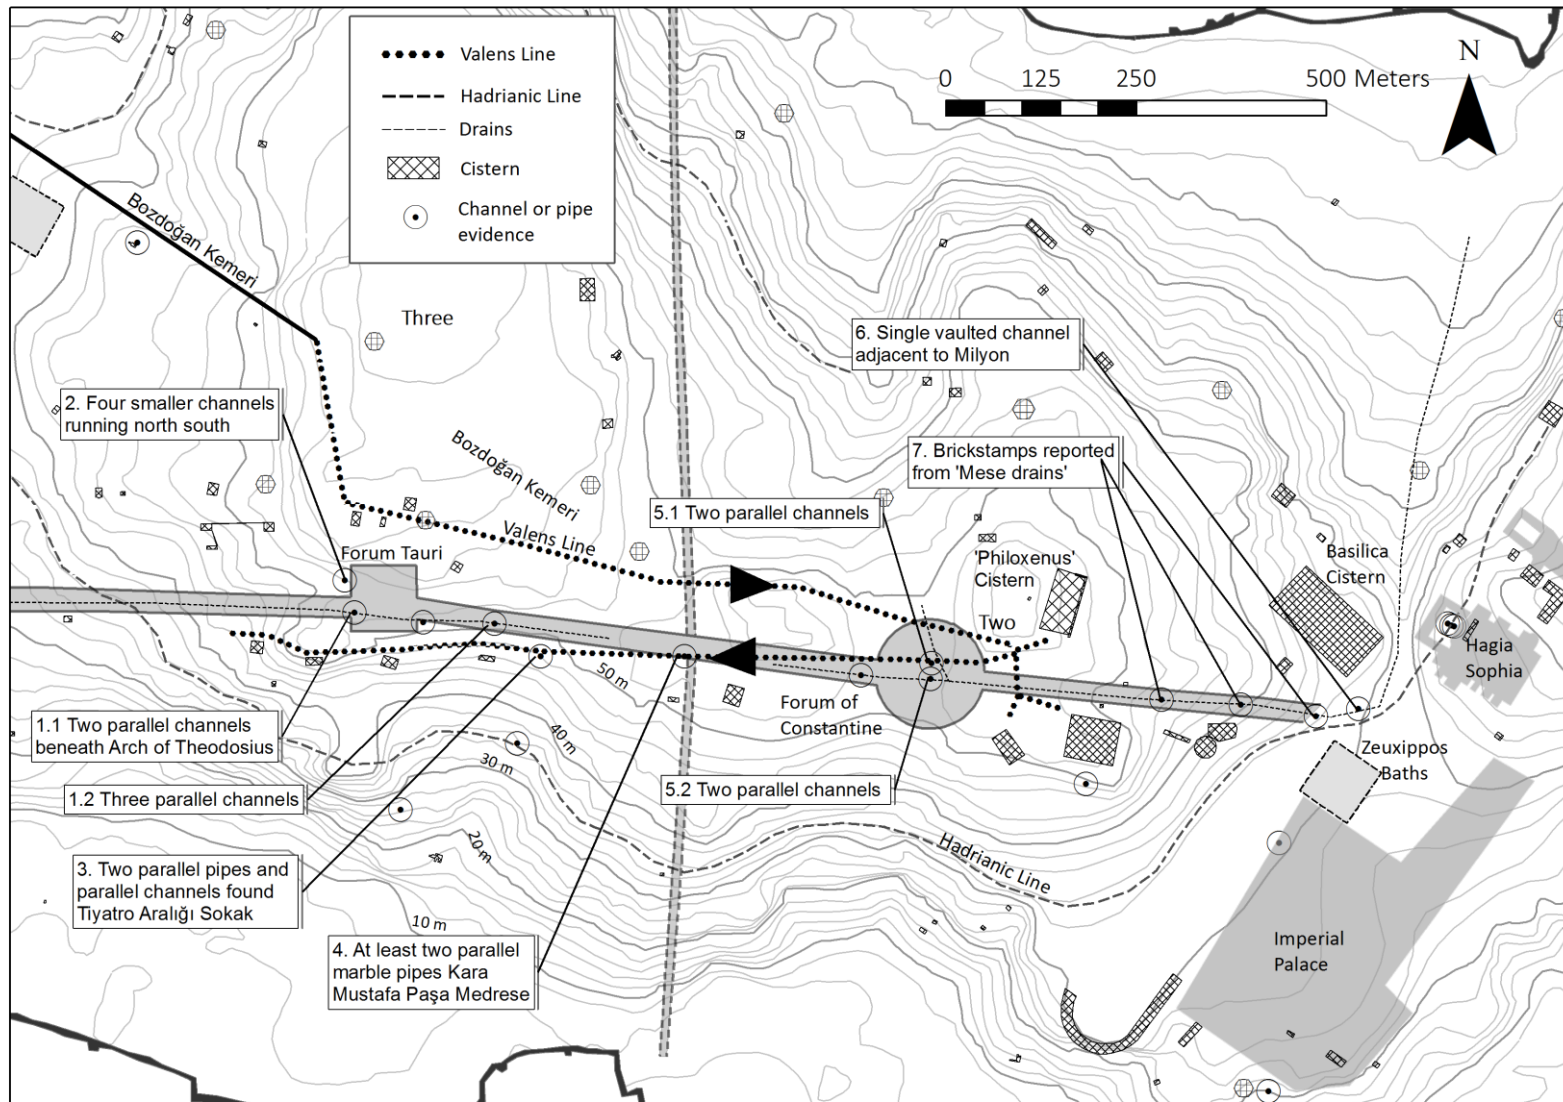 Valens Line
Hadrianic Line
Drains
Cistern
Channel or pipe
evidence
0
125
250
500 Meters
N
Bozdoğan Kemeri
Three
2. Four smaller channels
running north south
Bozdoğan Kemeri
Valens Line
Forum Tauri
6. Single vaulted channel
adjacent to Milyon
7. Brickstamps reported
from 'Mese drains'
5.1 Two parallel channels
'Philoxenus'
Cistern
Two
Basilica
Cistern
Hagia
Sophia
50 m
40 m
30 m
20 m
10 m
Forum of
Constantine
1.1 Two parallel channels
beneath Arch of Theodosius
1.2 Three parallel channels
5.2 Two parallel channels
Zeuxippos
Baths
3. Two parallel pipes and
parallel channels found
Tiyatro Aralığı Sokak
4. At least two parallel
marble pipes Kara
Mustafa Paşa Medrese
Hadrianic Line
Imperial
Palace